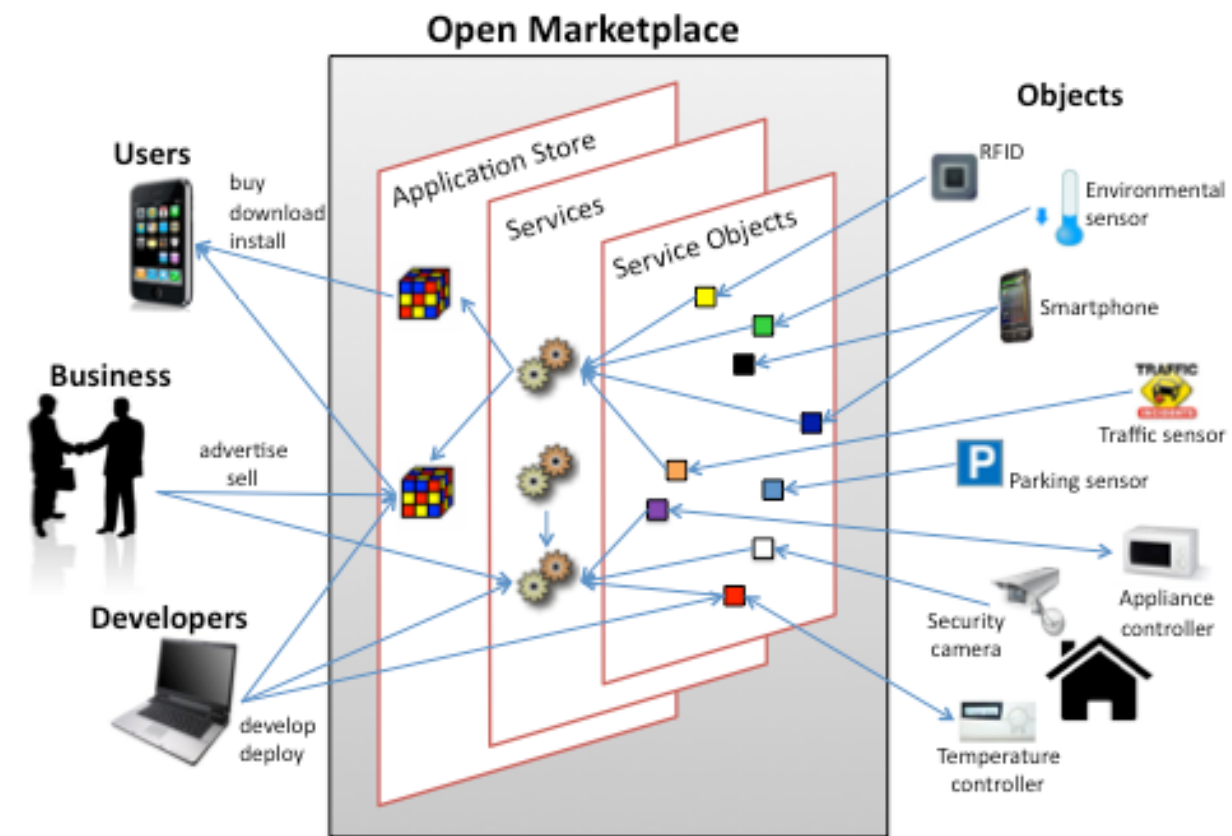 Open Marketplace
Objects
Users
buy
download
install
Application Store
Services
Service Objects
RFID
Environmental
sensor
Smartphone
TRAFFIC
INCIDENTS
Traffic sensor
P
Parking sensor
Business
advertise
sell
Appliance
controller
Security
camera
Developers
develop
deploy
Temperature
controller